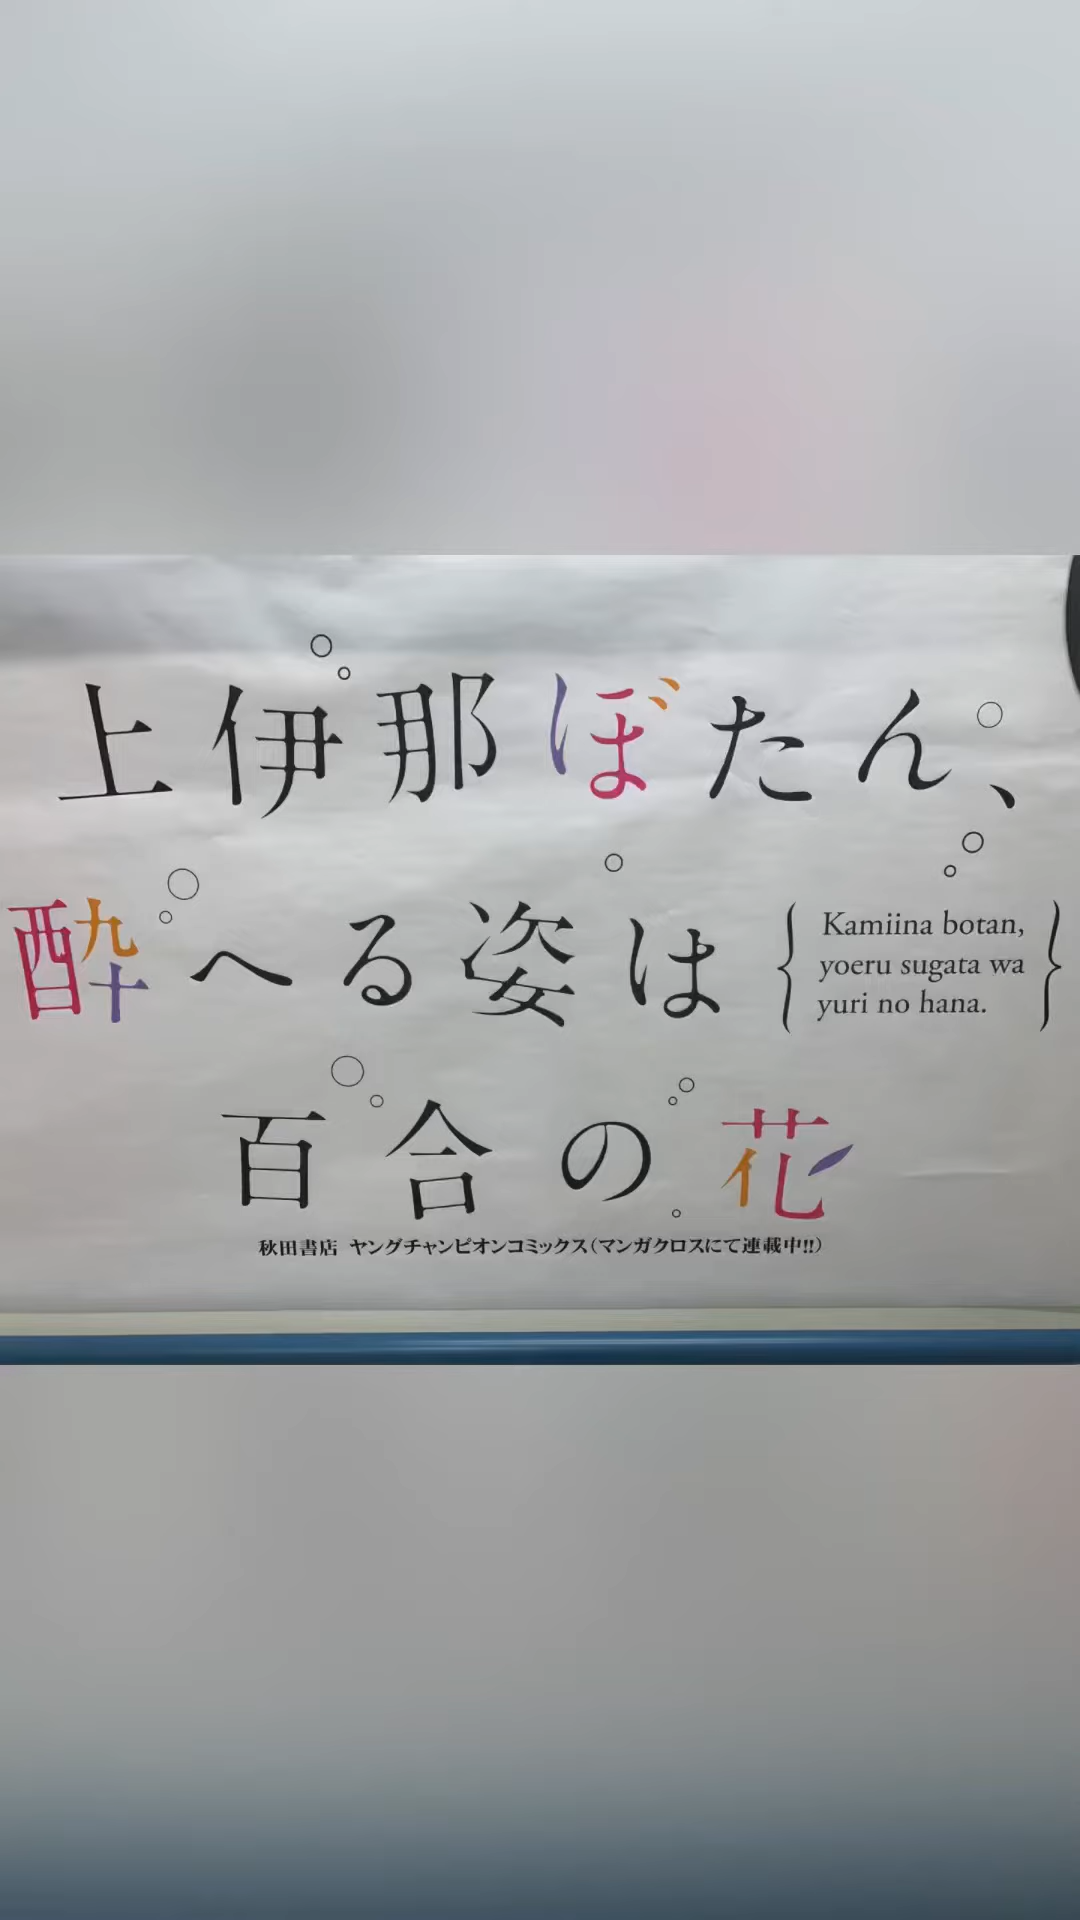 上伊那ぼたん、
酔へる姿は
Kamiina botan,
yoeru sugata wa
yuri no hana.
百合の花
秋田書店 ヤングチャンピオンコミックス(マンガクロスにて連載中!!)